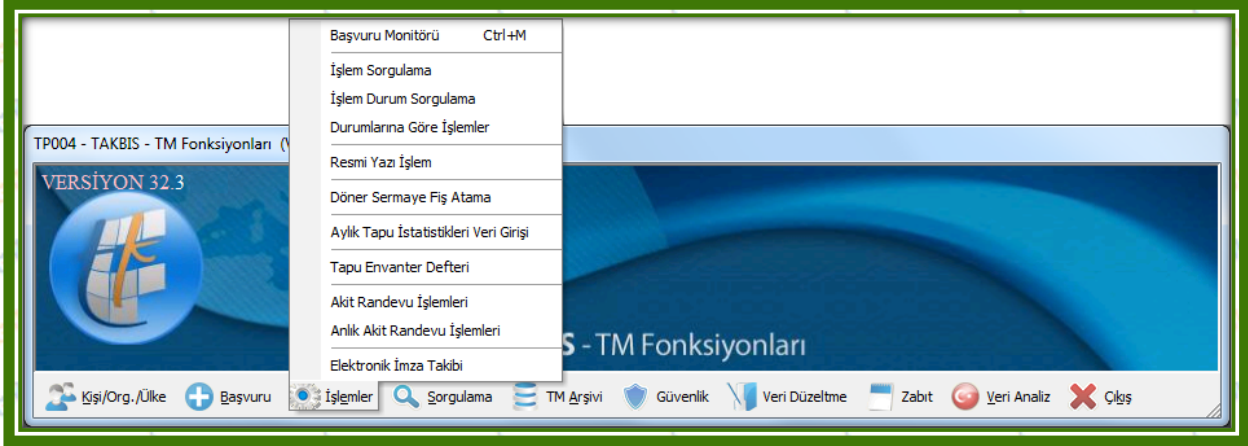 Başvuru Monitörü Ctrl+M
İşlem Sorgulama
İşlem Durum Sorgulama
Durumlarına Göre İşlemler
Resmi Yazı İşlem
Döner Sermaye Fiş Atama
Aylık Tapu İstatistikleri Veri Girişi
Tapu Envanter Defteri
Akit Randevu İşlemleri
Anlık Akit Randevu İşlemleri
Elektronik İmza Takibi
TP004 - TAKBIS - TM Fonksiyonları (
VERSİYON 32.3
S - TM Fonksiyonları
Kişi/Org./Ülke Başvuru İşlemler Sorgulama TM Arşivi Güvenlik Veri Düzeltme Zabıt Veri Analiz Çıkış